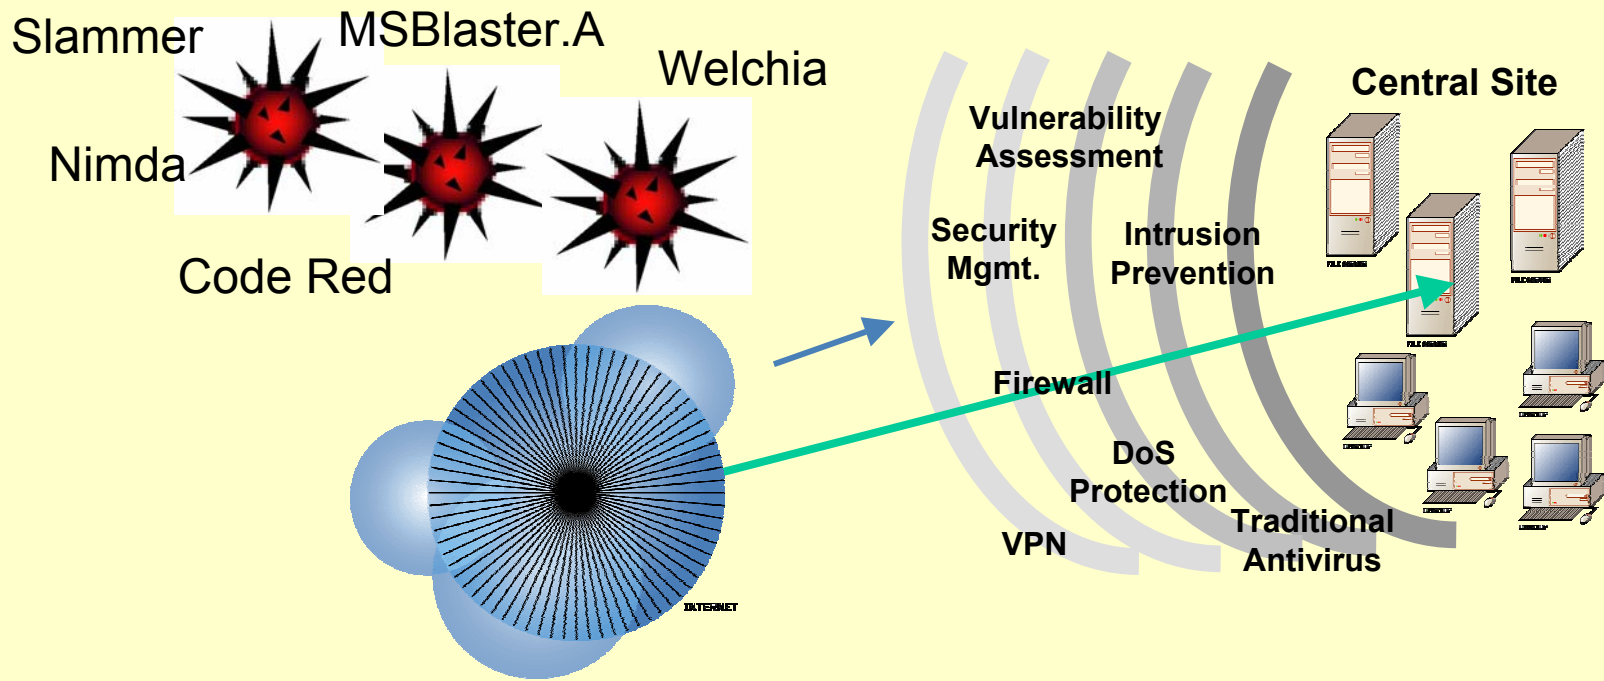 Slammer
MSBlaster.A
Welchia
Nimda
Code Red
Vulnerability
Assessment
Security
Mgmt.
Intrusion
Prevention
Firewall
DoS
Protection
VPN
Traditional
Antivirus
Central Site
INTERNET